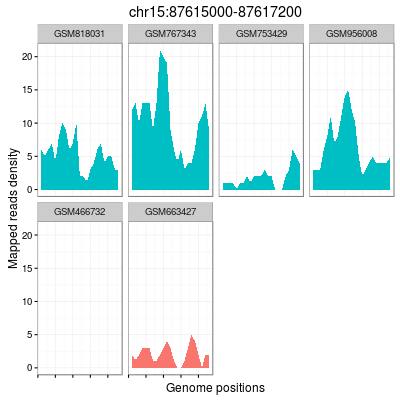 chr15:87615000-87617200
GSM818031 GSM767343 GSM753429 GSM956008
20
15
10
5
0
Mapped reads density
GSM466732 GSM663427
20
15
10
5
0
Genome positions